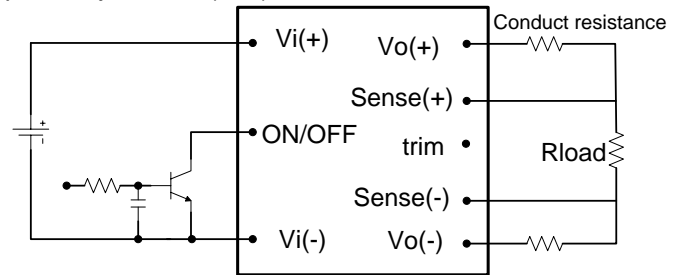 Conduct resistance
Vi(+)
Vo(+)
Sense(+)
ON/OFF
trim
Rload
Sense(-)
Vi(-)
Vo(-)
+
-